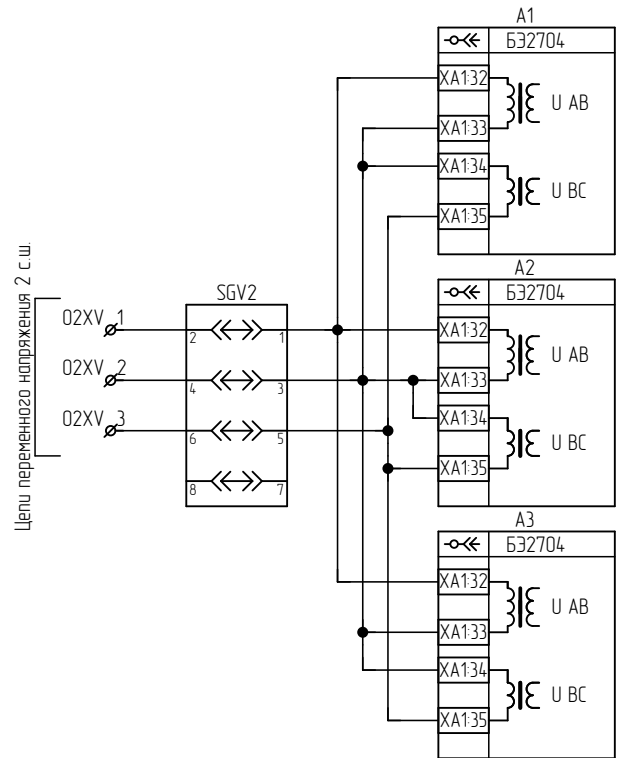 A1
БЭ2704
XA1:32
U AB
XA1:33
XA1:34
U BC
XA1:35
A2
БЭ2704
XA1:32
U AB
XA1:33
XA1:34
U BC
XA1:35
A3
БЭ2704
XA1:32
U AB
XA1:33
XA1:34
U BC
XA1:35
Цепи переменного напряжения 2 с.ш.
02XV 1
02XV 2
02XV 3
SGV2
2 1
4 3
6 5
8 7